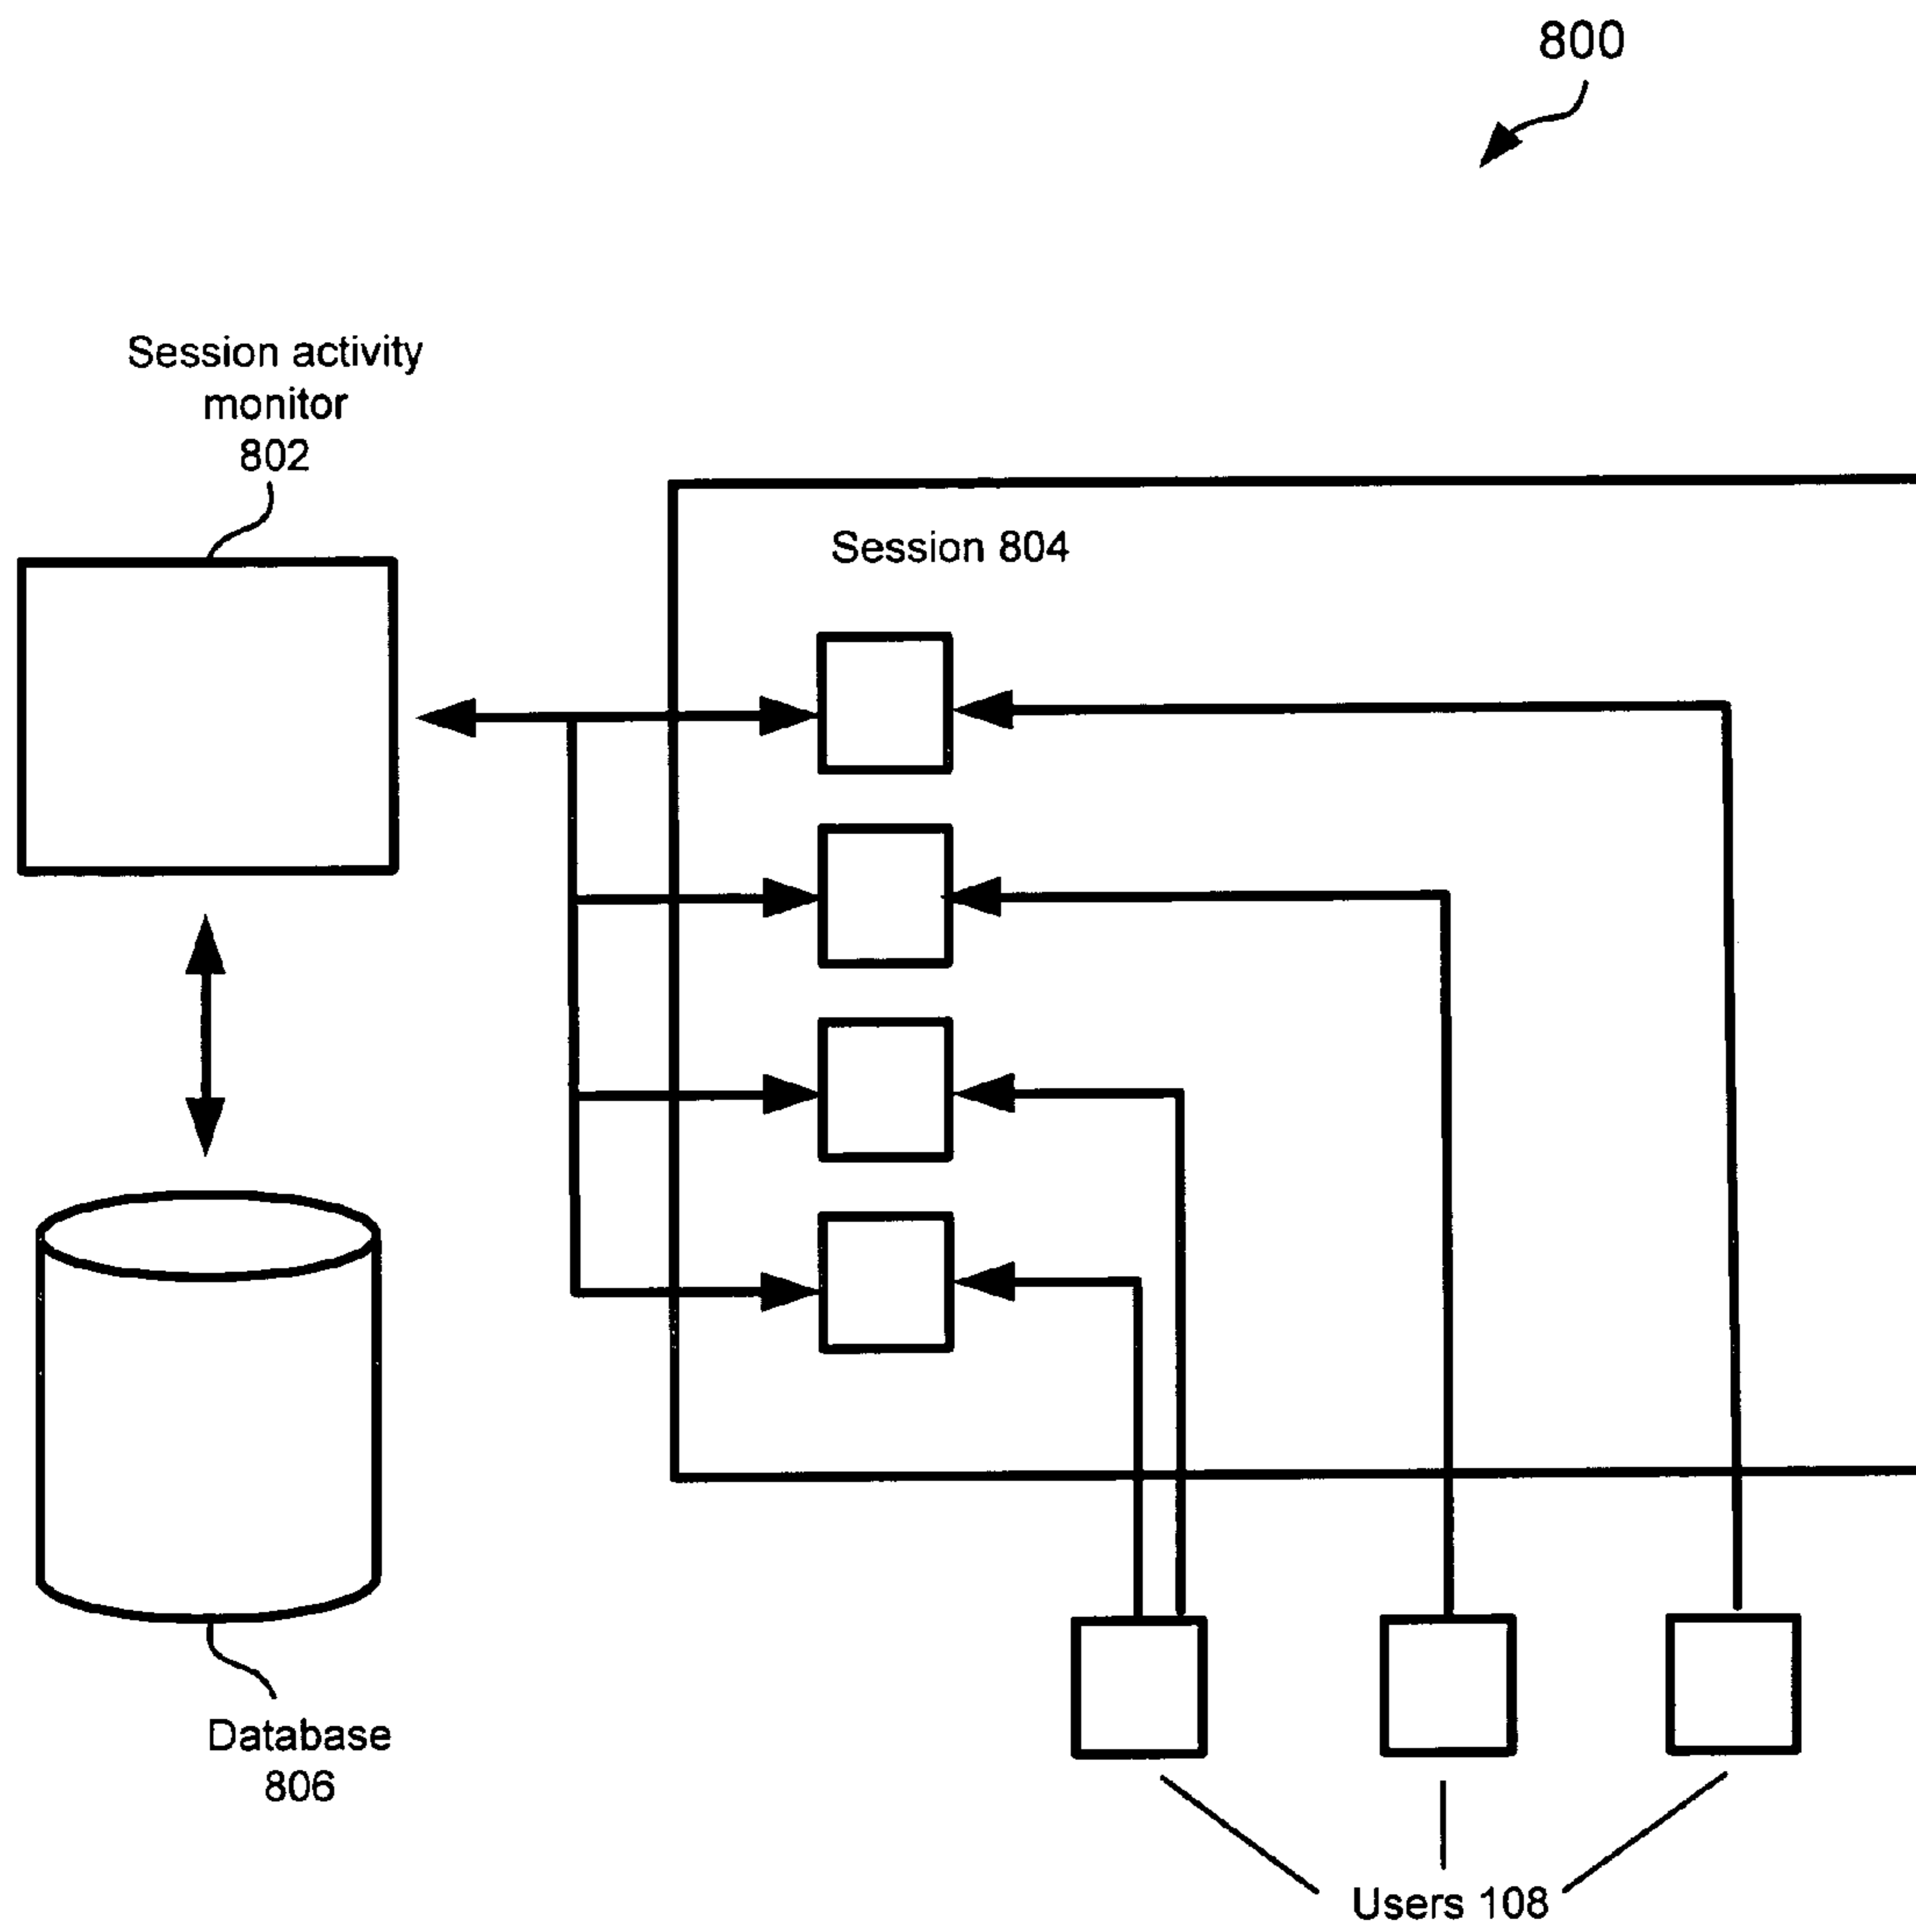 800
Session activity
monitor
802
Session 804
Database
806
Users 108